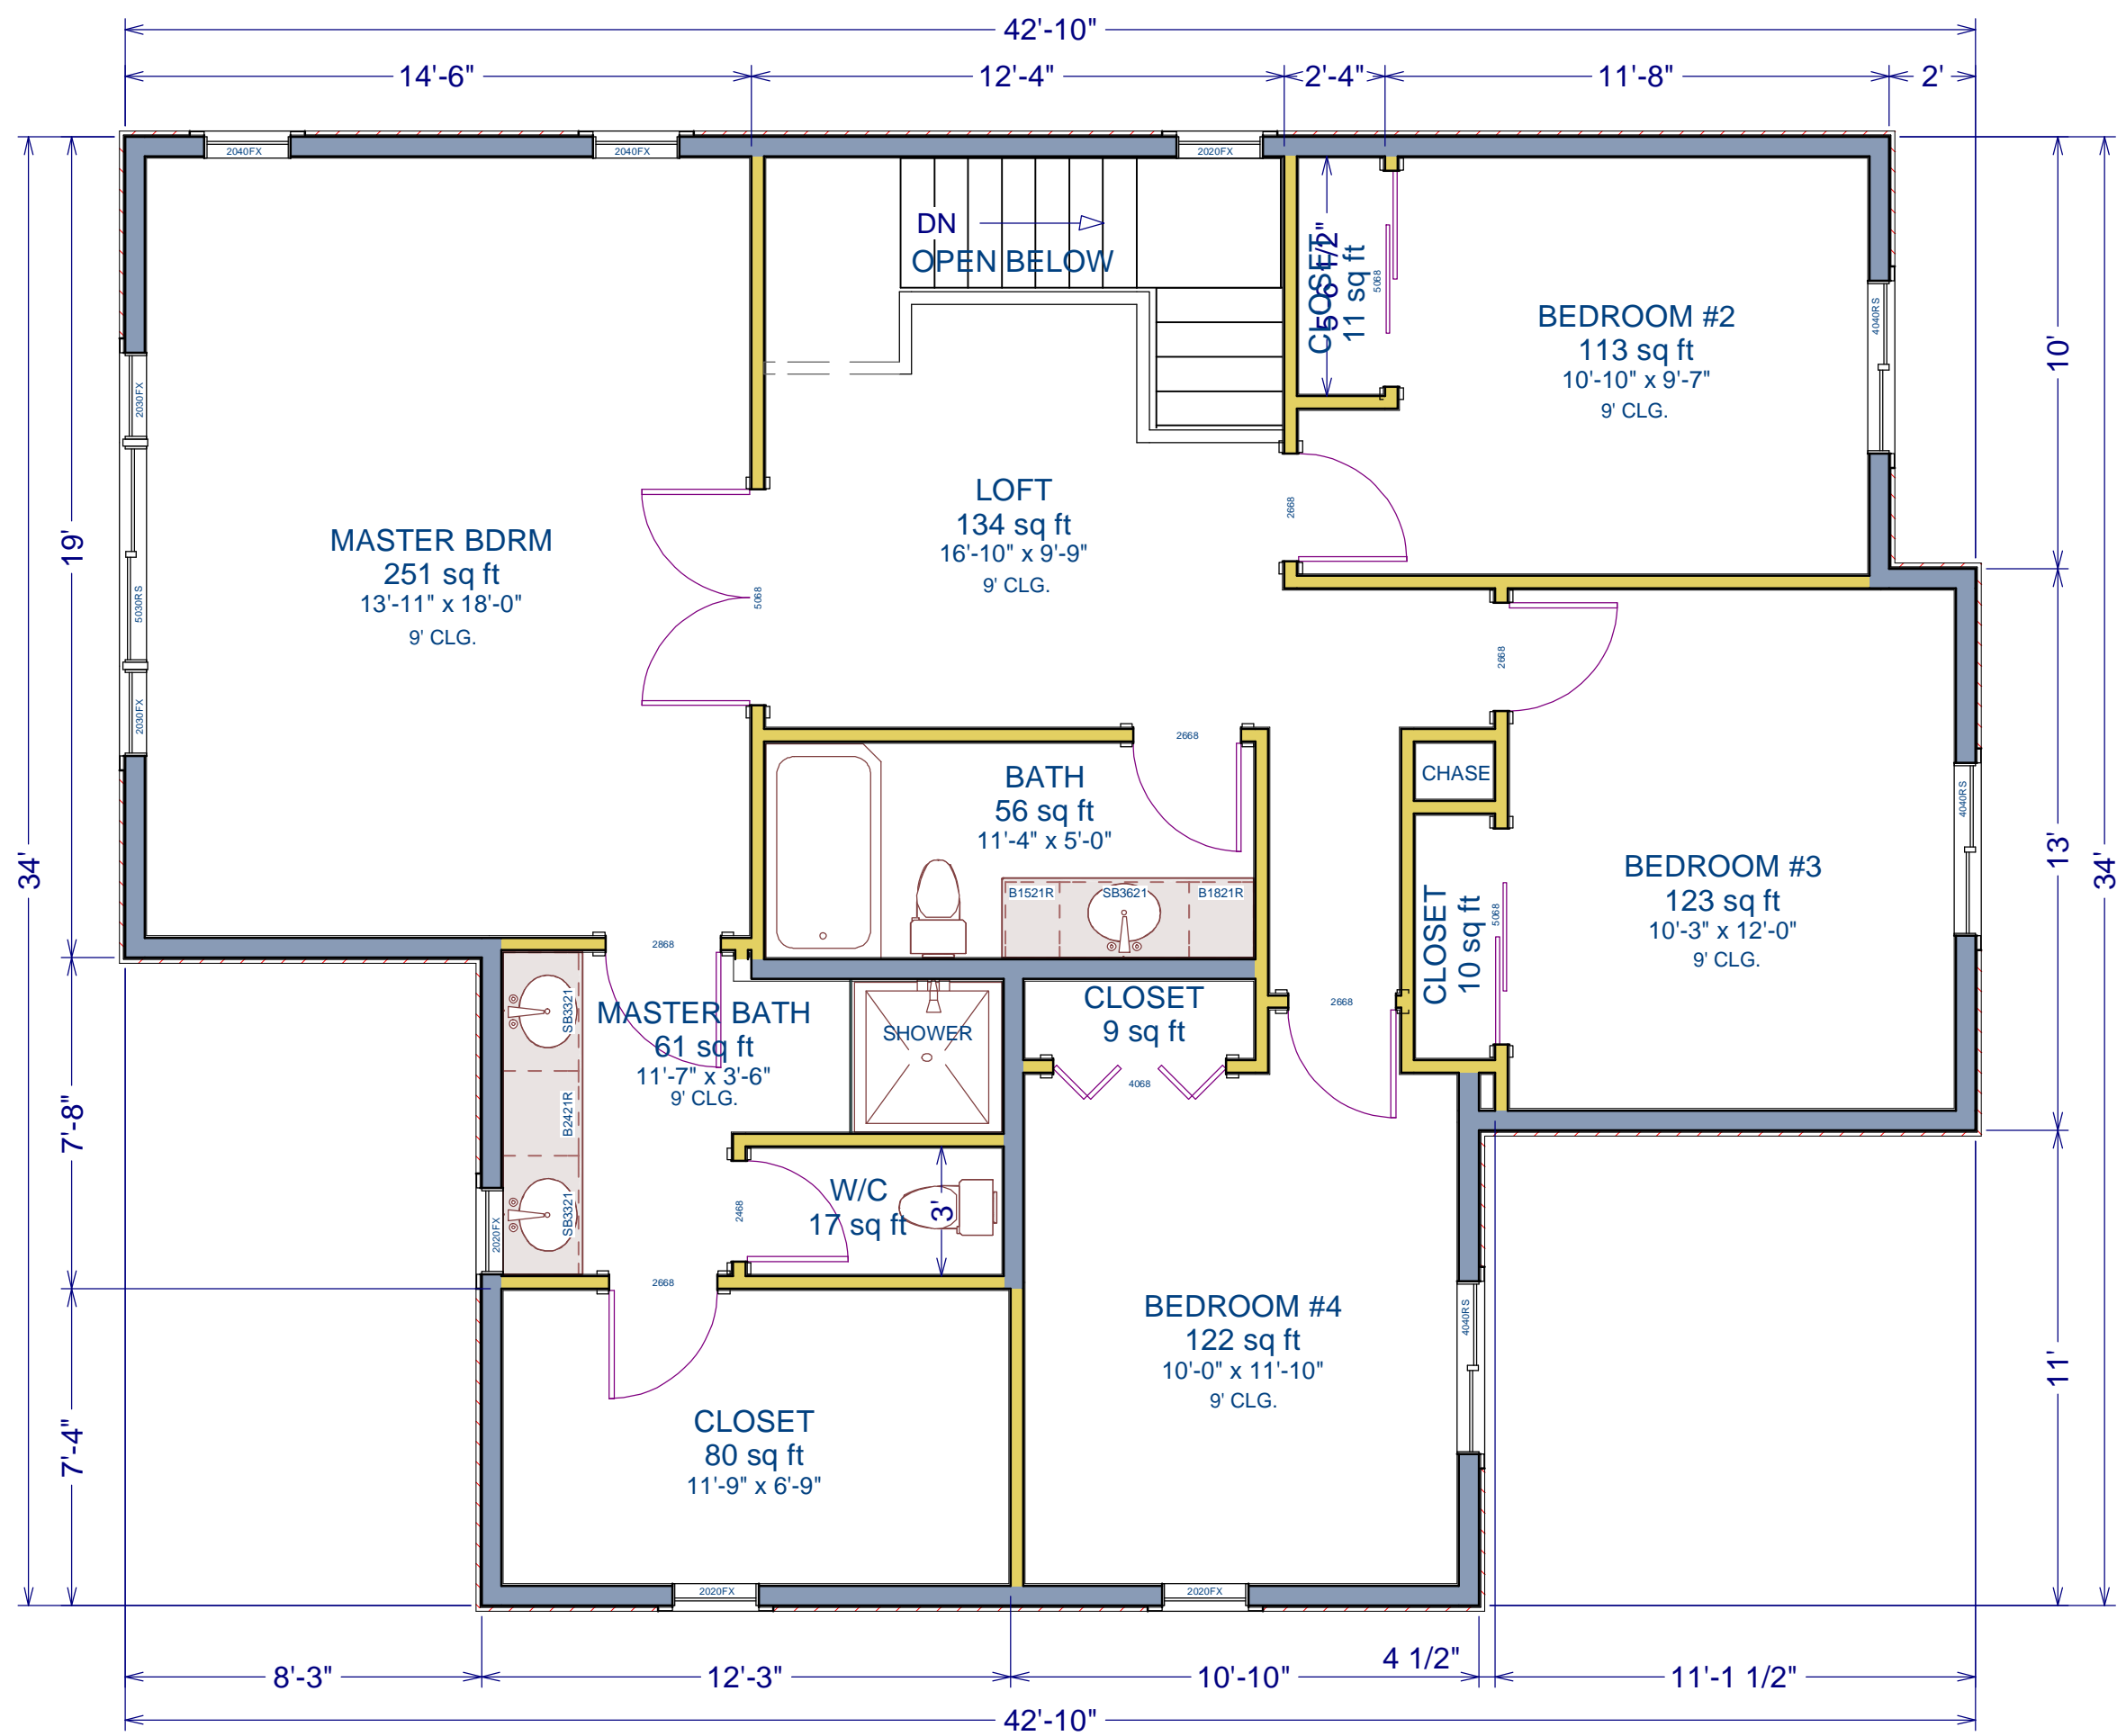 42'-10"
14'-6"
12'-4"
2'-4"
11'-8"
2'
2040FX
2040FX
2020FX
DN
OPEN BELOW
CLOSET
11 sq ft
5'-6 1/2"
5068
BEDROOM #2
113 sq ft
10'-10" x 9'-7"
9' CLG.
4040RS
10'
2030FX
5030RS
2030FX
19'
34'
MASTER BDRM
251 sq ft
13'-11" x 18'-0"
9' CLG.
5068
LOFT
134 sq ft
16'-10" x 9'-9"
9' CLG.
2668
2668
2668
BATH
56 sq ft
11'-4" x 5'-0"
B1521R
SB3621
B1821R
CHASE
CLOSET
10 sq ft
5068
BEDROOM #3
123 sq ft
10'-3" x 12'-0"
9' CLG.
4040RS
13'
34'
2868
MASTER BATH
61 sq ft
11'-7" x 3'-6"
9' CLG.
SB3321
B2421R
SB3321
2020FX
7'-8"
SHOWER
CLOSET
9 sq ft
4068
2668
W/C
17 sq ft
3'
2468
2668
BEDROOM #4
122 sq ft
10'-0" x 11'-10"
9' CLG.
4040RS
11'
CLOSET
80 sq ft
11'-9" x 6'-9"
7'-4"
2020FX
2020FX
8'-3"
12'-3"
10'-10"
4 1/2"
11'-1 1/2"
42'-10"